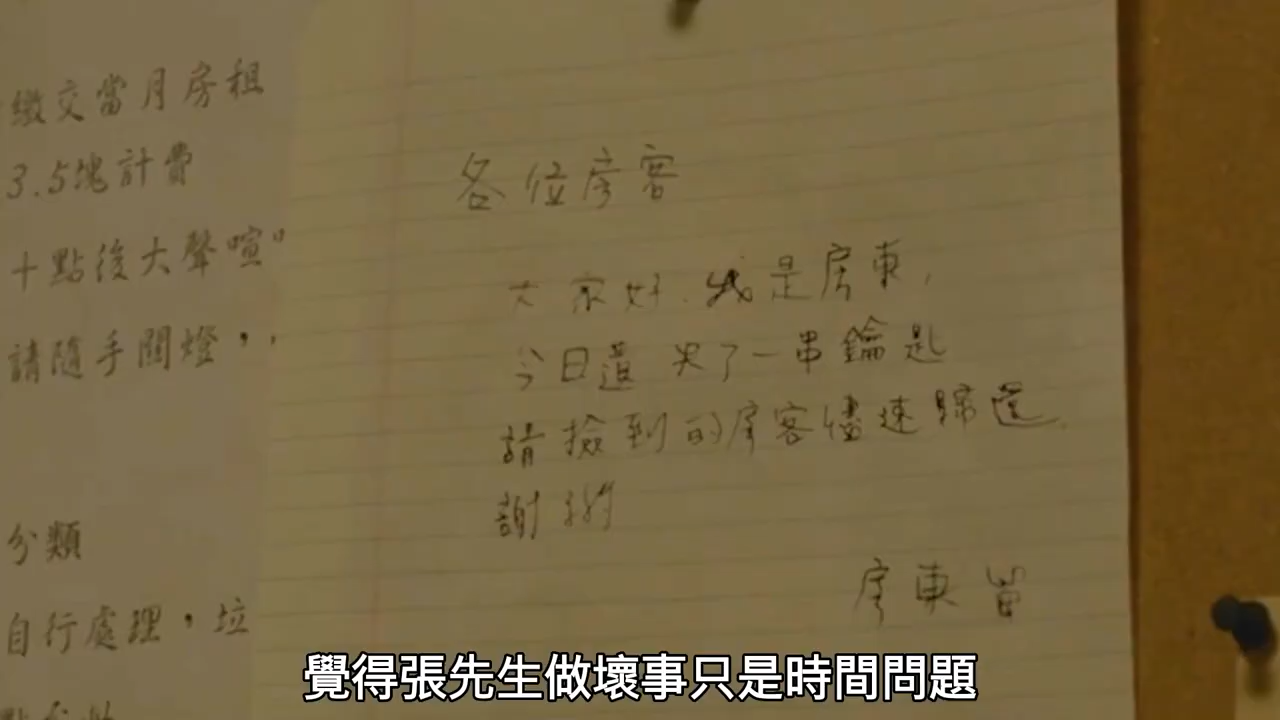 繳交當月房租
3.5塊計費
十點後大聲喧
請隨手關燈，
分類
自行處理，垃
各位房客
大家好.我是房東,
今日遺失了一串鑰匙
請撿到的房客儘速歸還.
謝謝
房東留
覺得張先生做壞事只是時間問題